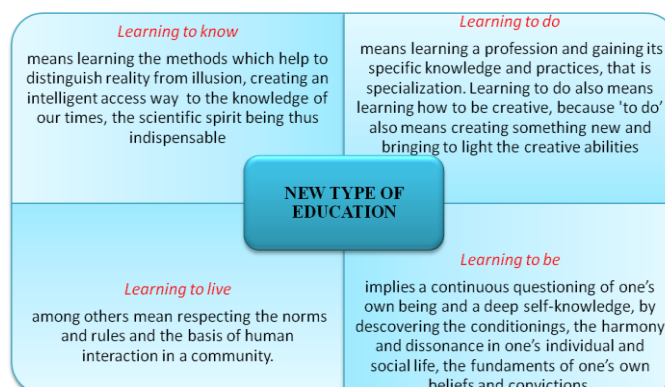 Learning to know
means learning the methods which help to
distinguish reality from illusion, creating an
intelligent access way to the knowledge of
our times, the scientific spirit being thus
indispensable
Learning to do
means learning a profession and gaining its
specific knowledge and practices, that is
specialization. Learning to do also means
learning how to be creative, because 'to do’
also means creating something new and
bringing to light the creative abilities
NEW TYPE OF
EDUCATION
Learning to live
among others mean respecting the norms
and rules and the basis of human
interaction in a community.
Learning to be
implies a continuous questioning of one’s
own being and a deep self-knowledge, by
descovering the conditionings, the harmony
and dissonance in one’s individual and
social life, the fundaments of one’s own
beliefs and convictions